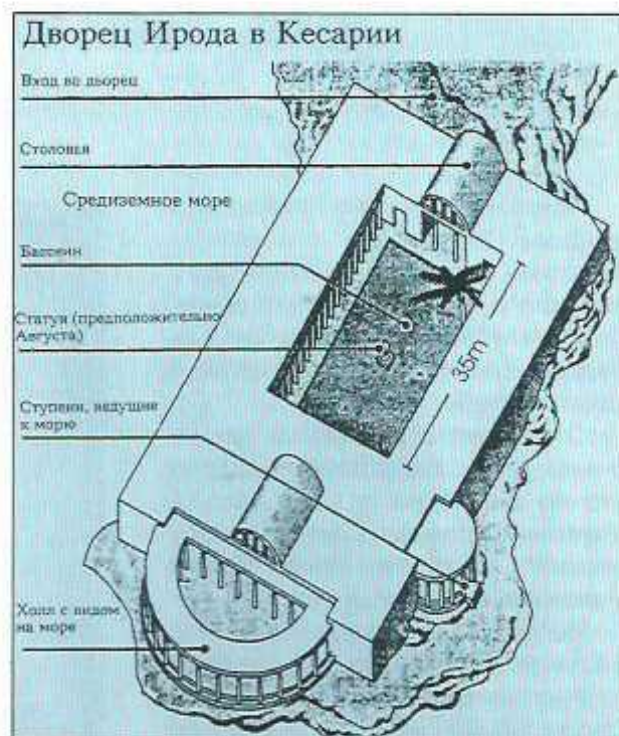 Дворец Ирода в Кесарии
Вход во дворец
Столовая
Средиземное море
Бассейн
Статуя (предположительно
Августа)
35m
Ступени, ведущие
к морю
Холл с видом
на море